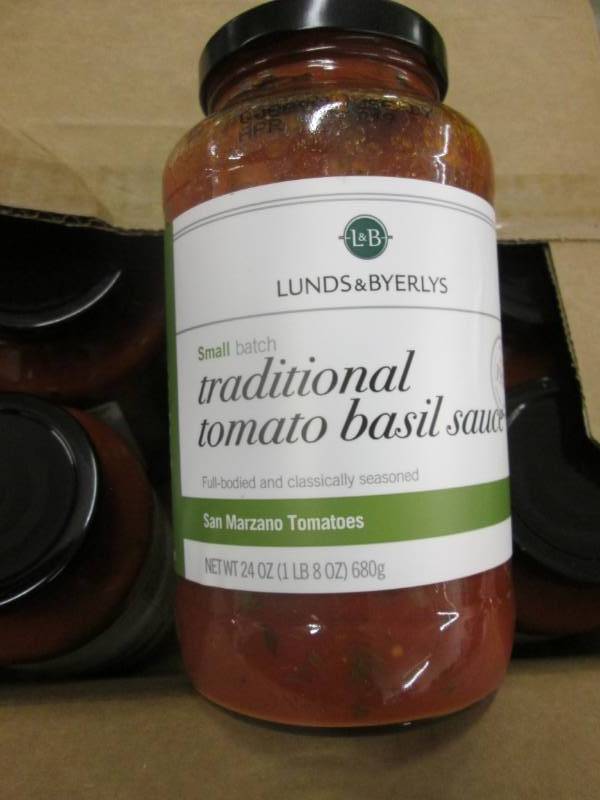 APR
L&B
LUNDS&BYERLYS
Small batch
traditional
tomato basil sauce
Full-bodied and classically seasoned
San Marzano Tomatoes
NET WT 24 OZ (1 LB 8 OZ) 680g